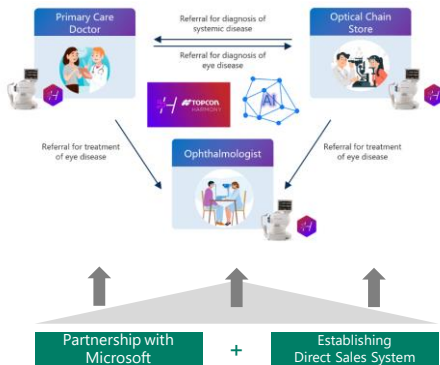 Primary Care
Doctor
Referral for diagnosis of
systemic disease
Referral for diagnosis of
eye disease
Optical Chain
Store
TOPCON
HARMONY
AI
Referral for treatment
of eye disease
Ophthalmologist
Referral for treatment
of eye disease
Partnership with
Microsoft
+
Establishing
Direct Sales System